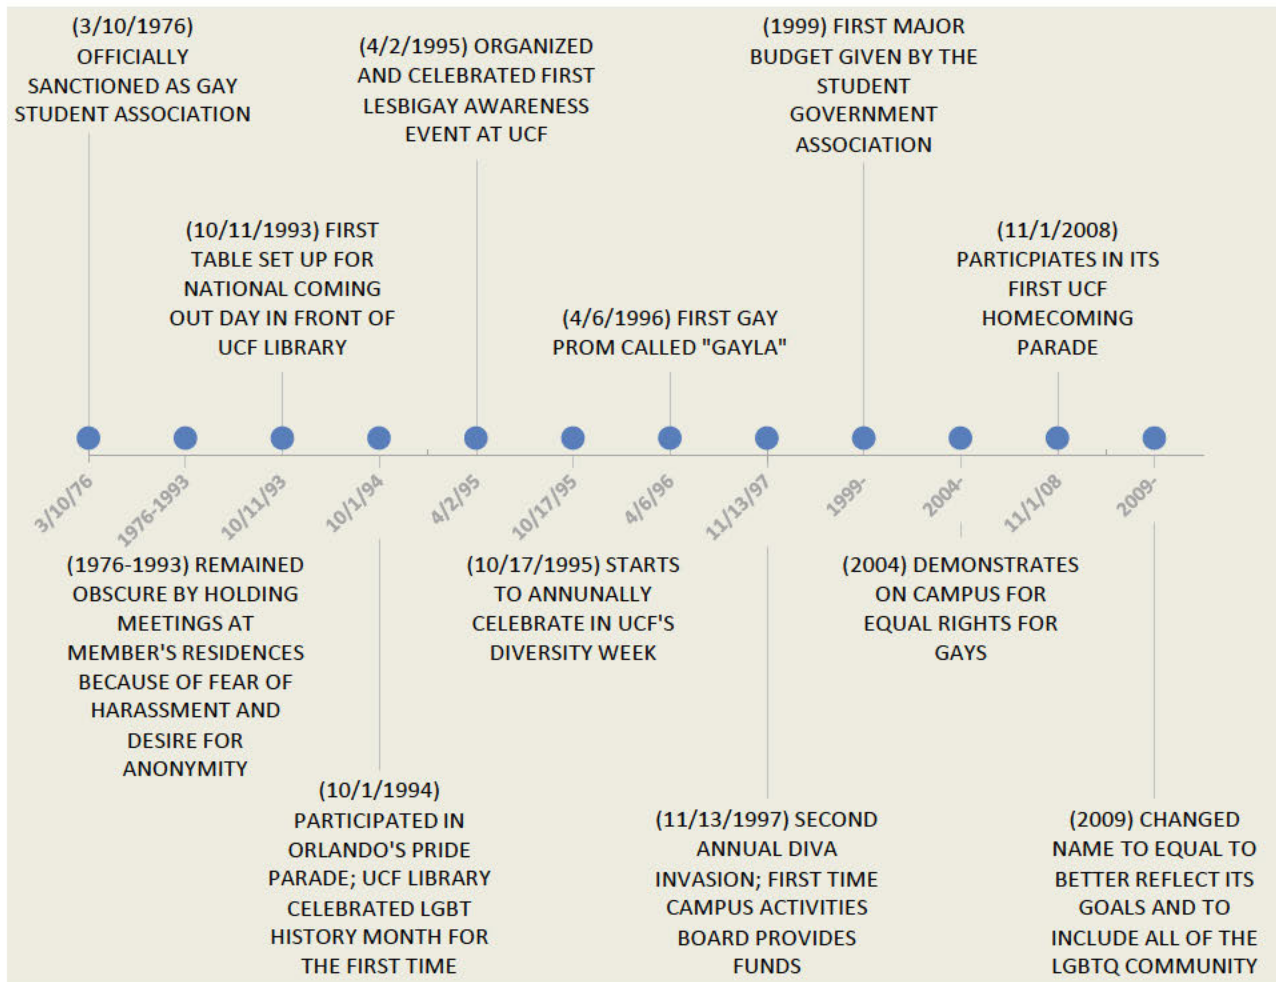 (3/10/1976)
OFFICIALLY
SANCTIONED AS GAY
STUDENT ASSOCIATION
(4/2/1995) ORGANIZED
AND CELEBRATED FIRST
LESBIGAY AWARENESS
EVENT AT UCF
(1999) FIRST MAJOR
BUDGET GIVEN BY THE
STUDENT
GOVERNMENT
ASSOCIATION
(10/11/1993) FIRST
TABLE SET UP FOR
NATIONAL COMING
OUT DAY IN FRONT OF
UCF LIBRARY
(4/6/1996) FIRST GAY
PROM CALLED "GAYLA"
(11/1/2008)
PARTICPIATES IN ITS
FIRST UCF
HOMECOMING
PARADE
3/10/76
1976-1993
10/11/93
10/1/94
4/2/95
10/17/95
4/6/96
11/13/97
1999-
2004-
11/1/08
2009-
(1976-1993) REMAINED
OBSCURE BY HOLDING
MEETINGS AT
MEMBER'S RESIDENCES
BECAUSE OF FEAR OF
HARASSMENT AND
DESIRE FOR
ANONYMITY
(10/17/1995) STARTS
TO ANNUNALLY
CELEBRATE IN UCF'S
DIVERSITY WEEK
(2004) DEMONSTRATES
ON CAMPUS FOR
EQUAL RIGHTS FOR
GAYS
(10/1/1994)
PARTICIPATED IN
ORLANDO'S PRIDE
PARADE; UCF LIBRARY
CELEBRATED LGBT
HISTORY MONTH FOR
THE FIRST TIME
(11/13/1997) SECOND
ANNUAL DIVA
INVASION; FIRST TIME
CAMPUS ACTIVITIES
BOARD PROVIDES
FUNDS
(2009) CHANGED
NAME TO EQUAL TO
BETTER REFLECT ITS
GOALS AND TO
INCLUDE ALL OF THE
LGBTQ COMMUNITY